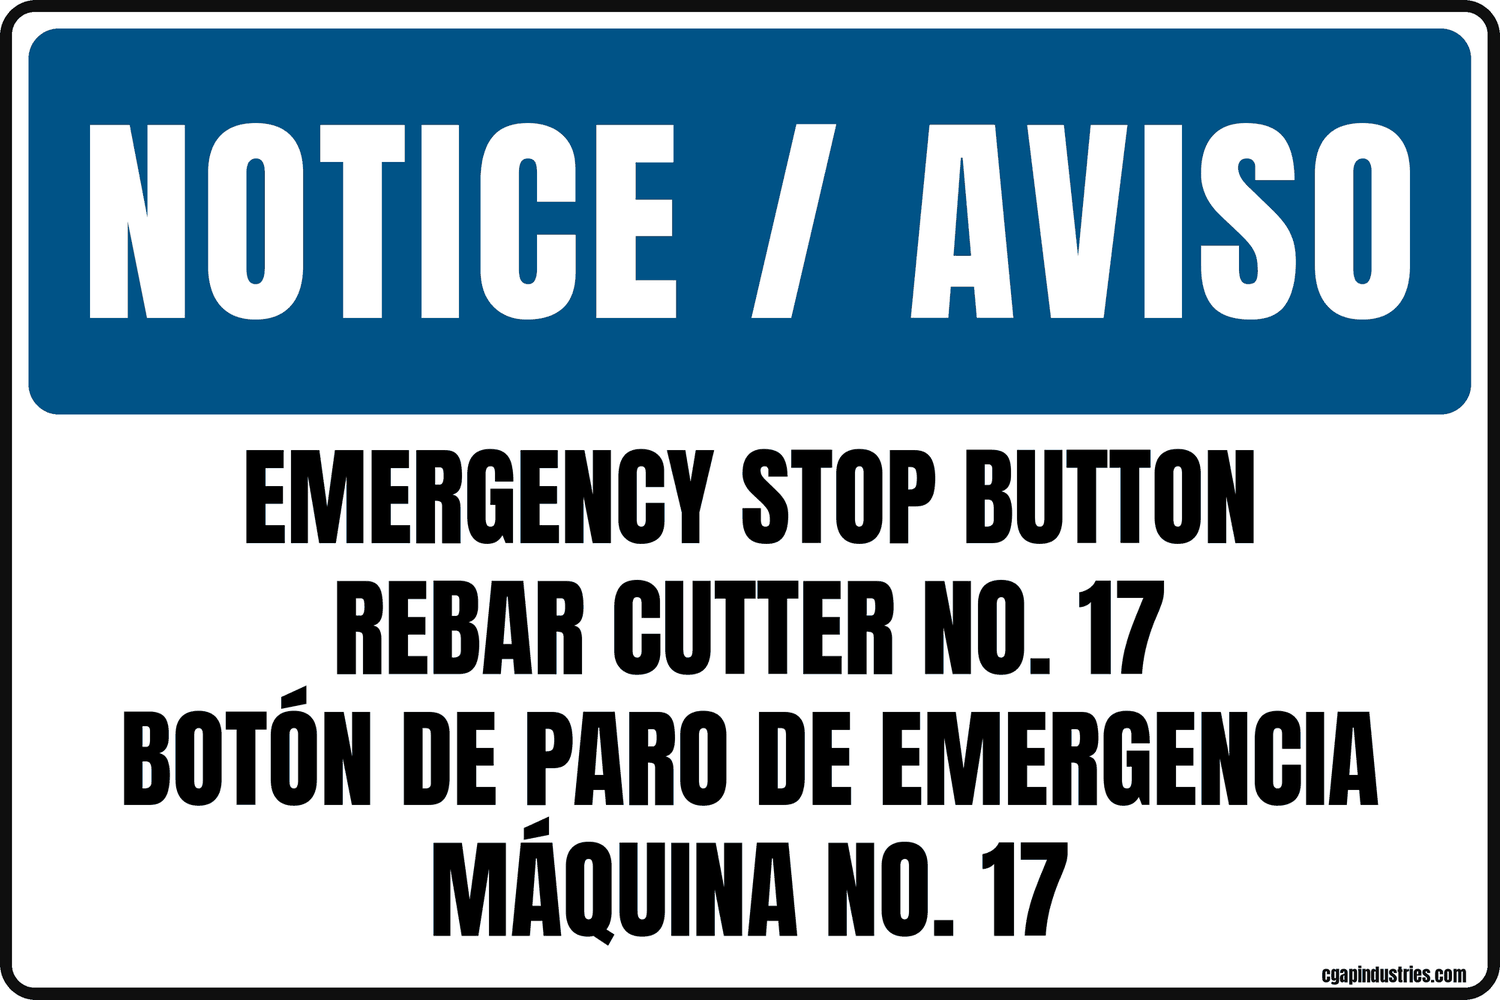 NOTICE / AVISO
EMERGENCY STOP BUTTON
REBAR CUTTER NO. 17
BOTÓN DE PARO DE EMERGENCIA
MÁQUINA NO. 17
cgapindustries.com